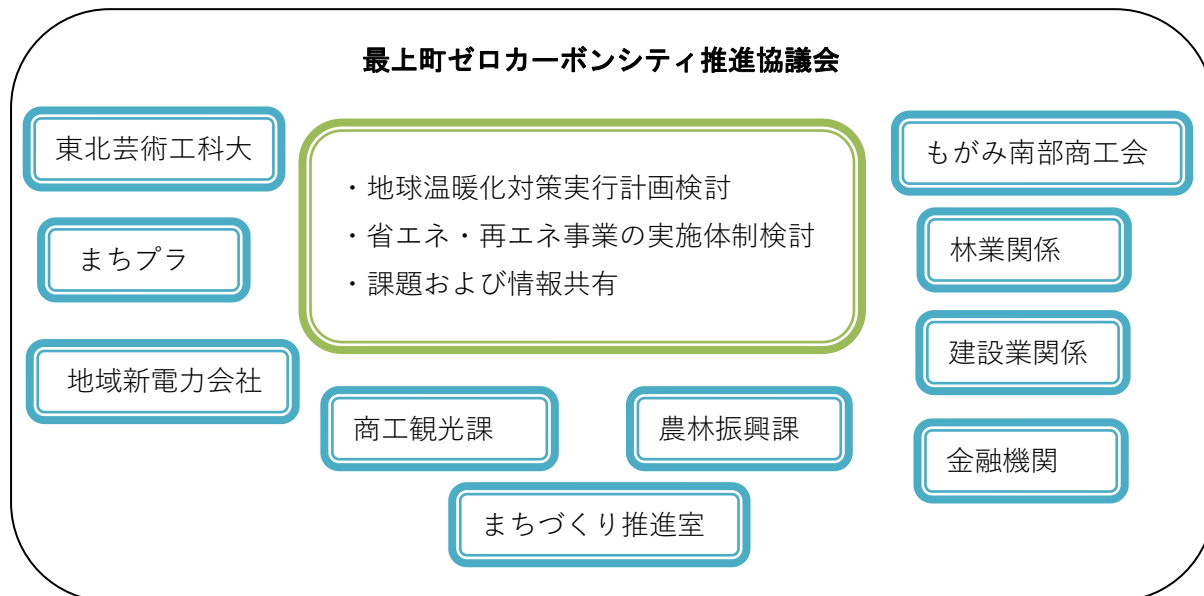 最上町ゼロカーボンシティ推進協議会
東北芸術工科大
まちプラ
地域新電力会社
・地球温暖化対策実行計画検討
・省エネ・再エネ事業の実施体制検討
・課題および情報共有
もがみ南部商工会
林業関係
建設業関係
金融機関
商工観光課
農林振興課
まちづくり推進室